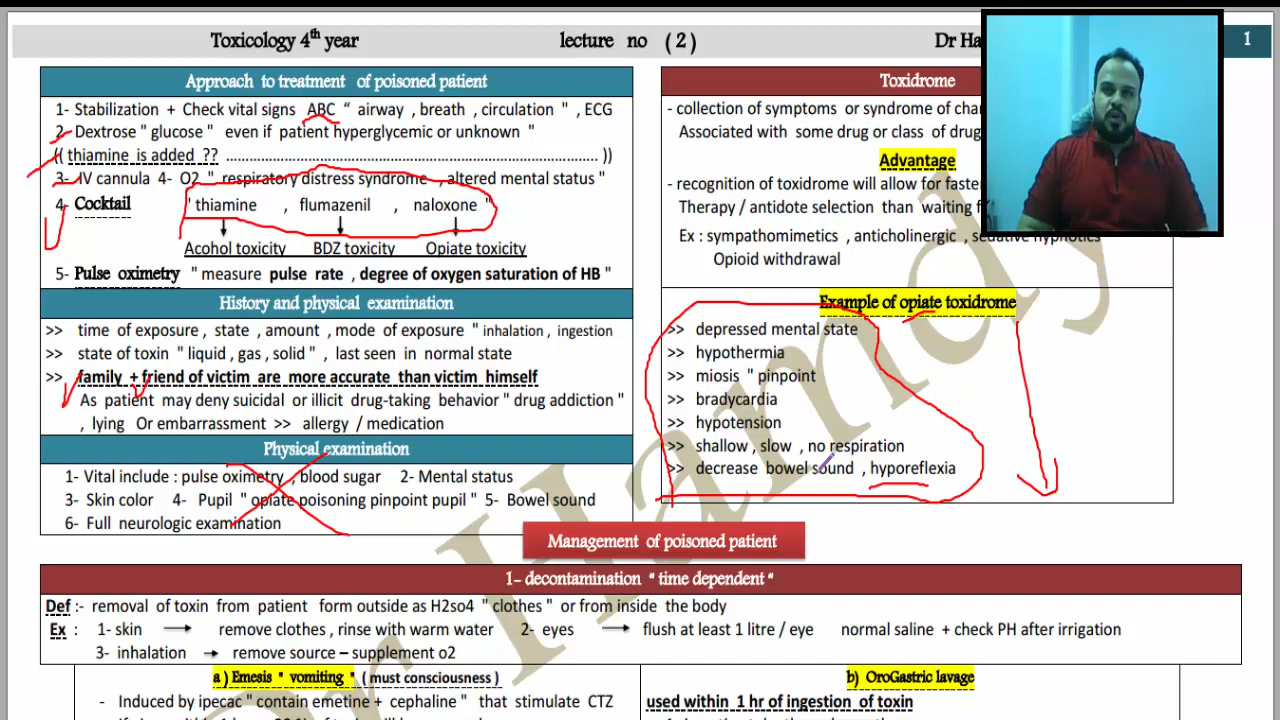 Toxicology 4th year lecture no ( 2 ) Dr Ha 1
Approach to treatment of poisoned patient
1- Stabilization + Check vital signs ABC “ airway , breath , circulation " , ECG
2- Dextrose " glucose " even if patient hyperglycemic or unknown "
(( thiamine is added ?? ........................................................................................... ))
3- IV cannula 4- O2 " respiratory distress syndrome , altered mental status "
4- Cocktail " thiamine , flumazenil , naloxone "
Acohol toxicity BDZ toxicity Opiate toxicity
5- Pulse oximetry " measure pulse rate , degree of oxygen saturation of HB "
History and physical examination
>> time of exposure , state , amount , mode of exposure " inhalation , ingestion
>> state of toxin " liquid , gas , solid " , last seen in normal state
>> family + friend of victim are more accurate than victim himself
As patient may deny suicidal or illicit drug-taking behavior " drug addiction "
, lying Or embarrassment >> allergy / medication
Physical examination
1- Vital include : pulse oximetry , blood sugar 2- Mental status
3- Skin color 4- Pupil " opiate poisoning pinpoint pupil " 5- Bowel sound
6- Full neurologic examination
Toxidrome
- collection of symptoms or syndrome of cha
Associated with some drug or class of drug
Advantage
- recognition of toxidrome will allow for faste
Therapy / antidote selection than waiting f
Ex : sympathomimetics , anticholinergic , sedative hypnotics
Opioid withdrawal
Example of opiate toxidrome
>> depressed mental state
>> hypothermia
>> miosis " pinpoint
>> bradycardia
>> hypotension
>> shallow , slow , no respiration
>> decrease bowel sound , hyporeflexia
Management of poisoned patient
1- decontamination " time dependent "
Def :- removal of toxin from patient form outside as H2so4 " clothes " or from inside the body
Ex : 1- skin → remove clothes , rinse with warm water 2- eyes → flush at least 1 litre / eye normal saline + check PH after irrigation
3- inhalation → remove source – supplement o2
a ) Emesis " vomiting " ( must consciousness )
- Induced by ipecac " contain emetine + cephaline " that stimulate CTZ
b) OroGastric lavage
used within 1 hr of ingestion of toxin
Dr Hamdy